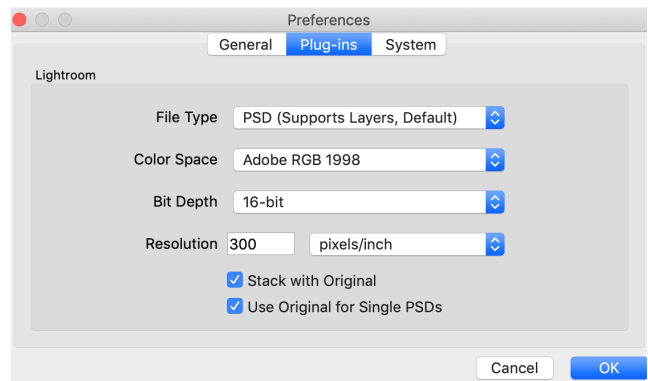 Preferences
General Plug-ins System
Lightroom
File Type PSD (Supports Layers, Default)
Color Space Adobe RGB 1998
Bit Depth 16-bit
Resolution 300 pixels/inch
Stack with Original
Use Original for Single PSDs
Cancel OK